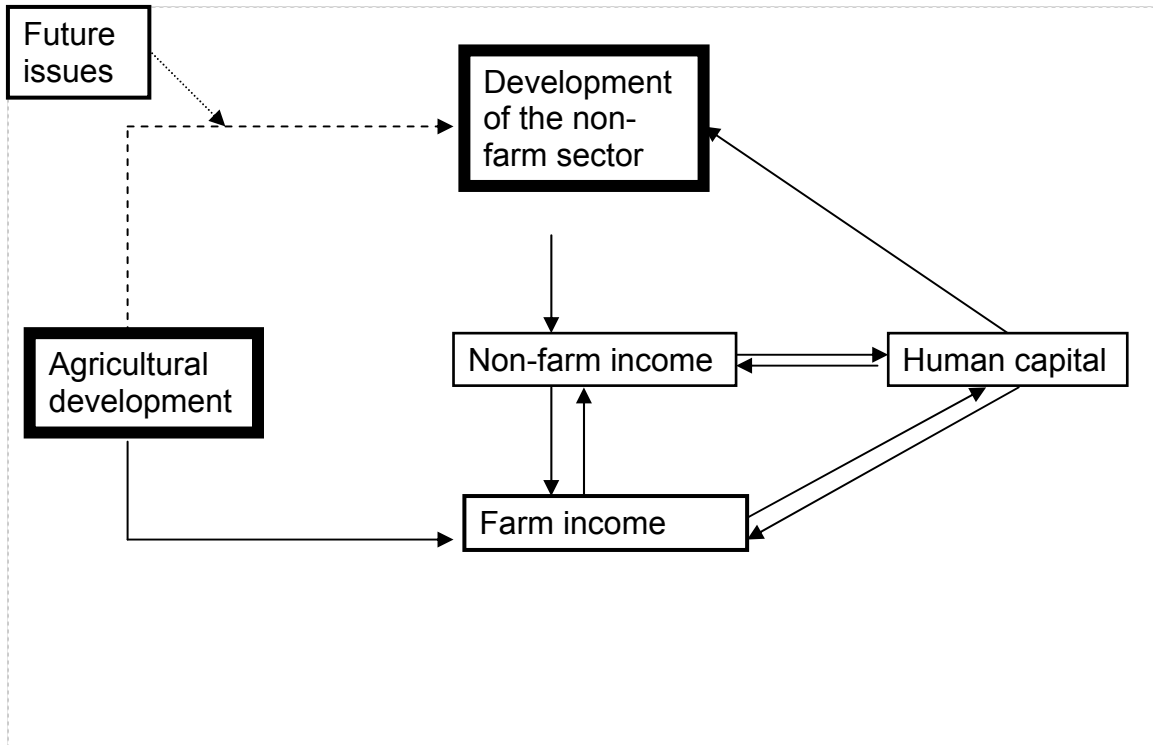 Future
issues
Development
of the non-
farm sector
Agricultural
development
Non-farm income
Human capital
Farm income